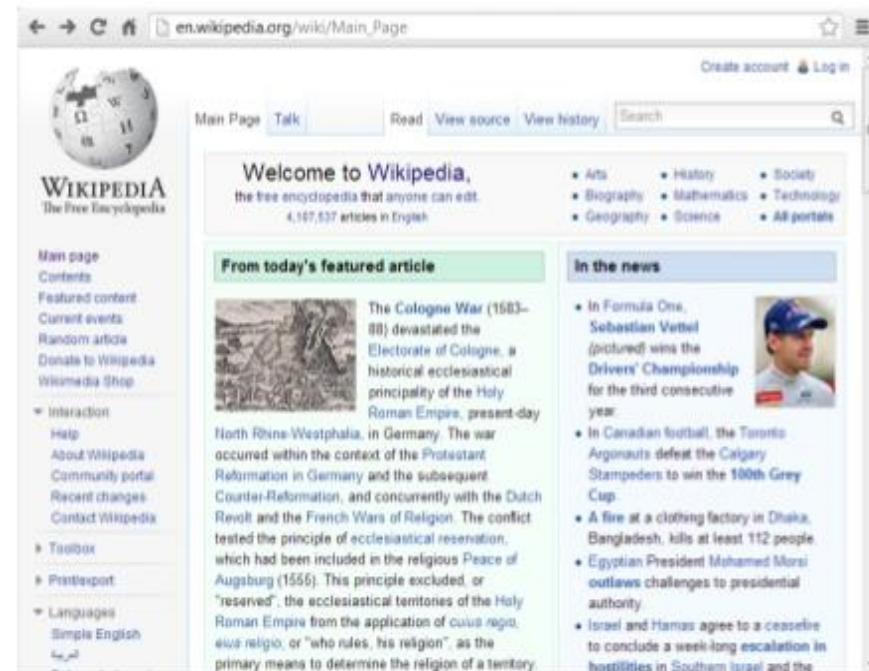 en.wikipedia.org/wiki/Main_Page
Create account Log in
Main Page Talk Read View source View history Search
WIKIPEDIA
The Free Encyclopedia
Main page
Contents
Featured content
Current events
Random article
Donate to Wikipedia
Wikimedia Shop
Interaction
Help
About Wikipedia
Community portal
Recent changes
Contact Wikipedia
Toolbox
Print/export
Languages
Simple English
العربية
Welcome to Wikipedia,
the free encyclopedia that anyone can edit.
articles in English
Arts History Society
Biography Mathematics Technology
Geography Science All portals
From today's featured article
The Cologne War (1583–
88) devastated the
Electorate of Cologne, a
historical ecclesiastical
principality of the Holy
Roman Empire, present-day
North Rhine-Westphalia, in Germany. The war
occurred within the context of the Protestant
Reformation in Germany and the subsequent
Counter-Reformation, and concurrently with the Dutch
Revolt and the French Wars of Religion. The conflict
tested the principle of ecclesiastical reservation,
which had been included in the religious Peace of
Augsburg (1555). This principle excluded, or
"reserved", the ecclesiastical territories of the Holy
Roman Empire from the application of cuius regio,
eius religio, or "who rules, his religion", as the
primary means to determine the religion of a territory.
In the news
In Formula One,
Sebastian Vettel
(pictured) wins the
Drivers' Championship
for the third consecutive
year.
In Canadian football, the Toronto
Argonauts defeat the Calgary
Stampeders to win the 100th Grey
Cup.
A fire at a clothing factory in Dhaka,
Bangladesh, kills at least 112 people.
Egyptian President Mohamed Morsi
outlaws challenges to presidential
authority.
Israel and Hamas agree to a ceasefire
to conclude a week-long escalation in
hostilities in Southern Israel and the